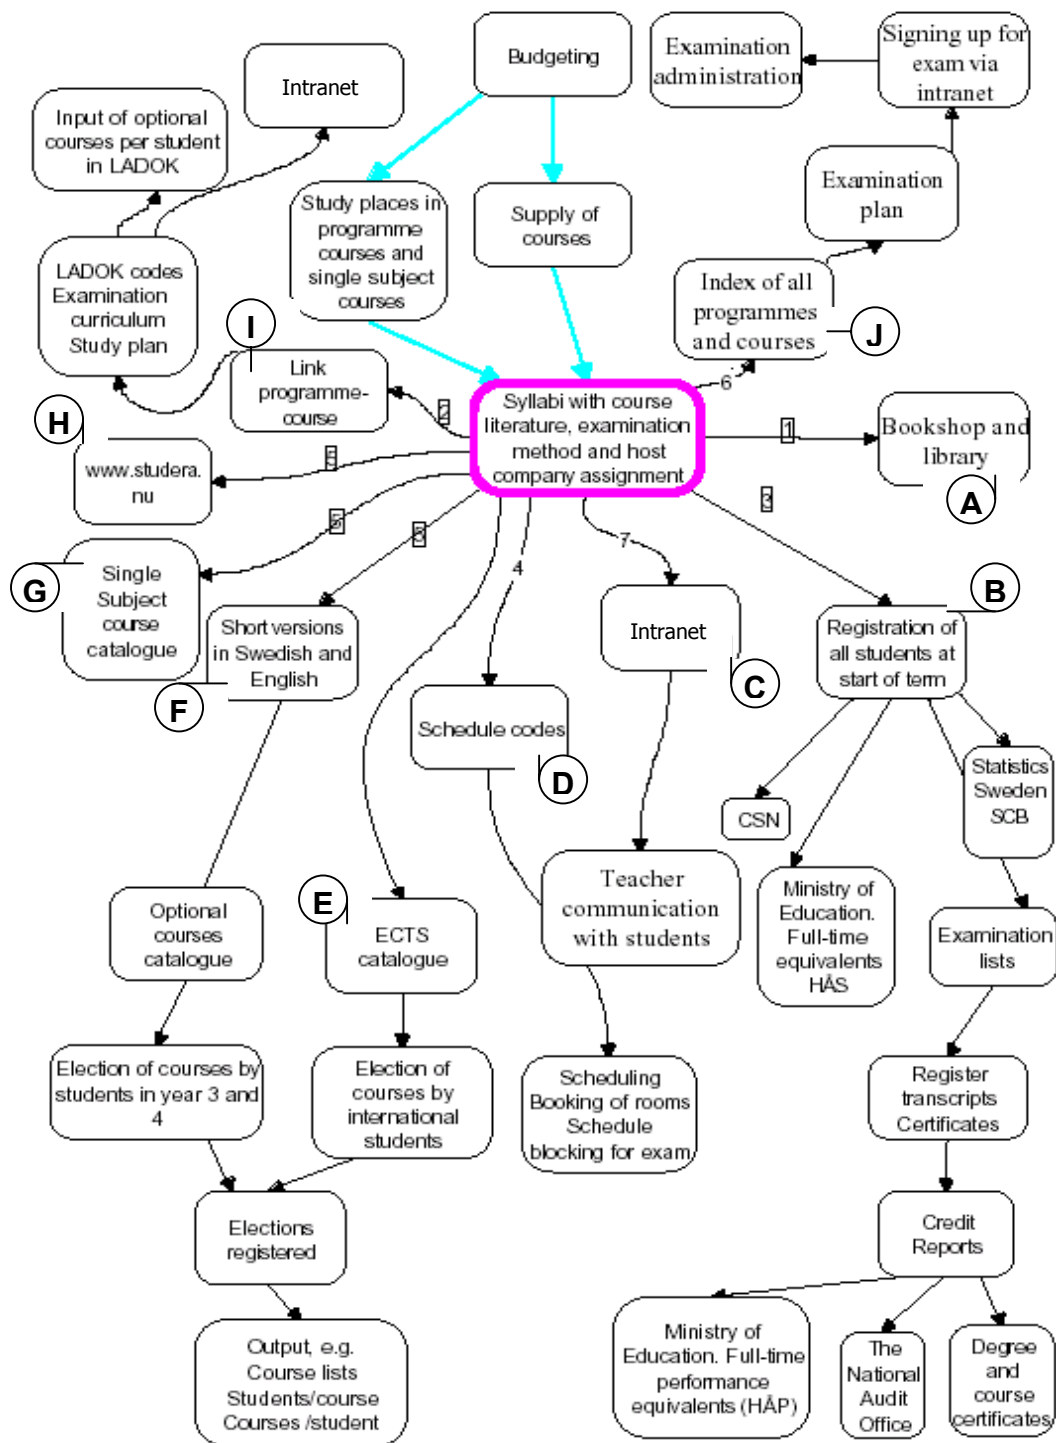 Budgeting
Examination
administration
Signing up for
exam via
intranet
Intranet
Input of optional
courses per student
in LADOK
Study places in
programme
courses and
single subject
courses
Supply of
courses
Examination
plan
LADOK codes
Examination
curriculum
Study plan
Index of all
programmes
and courses
I
J
Link
programme-
course
2
6
Syllabi with course
literature, examination
method and host
company assignment
1
Bookshop and
library
A
H
www.studera.
nu
5
3
G
Single
Subject
course
catalogue
5
5
4
7
B
Short versions
in Swedish and
English
F
Intranet
C
Registration of
all students at
start of term
Schedule codes
D
Statistics
Sweden
SCB
CSN
Optional
courses
catalogue
E
ECTS
catalogue
Teacher
communication
with students
Ministry of
Education.
Full-time
equivalents
HÅS
Examination
lists
Election of courses by
students in year 3 and
4
Election of
courses by
international
students
Scheduling
Booking of rooms
Schedule
blocking for exam
Register
transcripts
Certificates
Elections
registered
Credit
Reports
Output, e.g.
Course lists
Students/course
Courses /student
Ministry of
Education. Full-time
performance
equivalents (HÅP)
The
National
Audit
Office
Degree
and
course
certificates